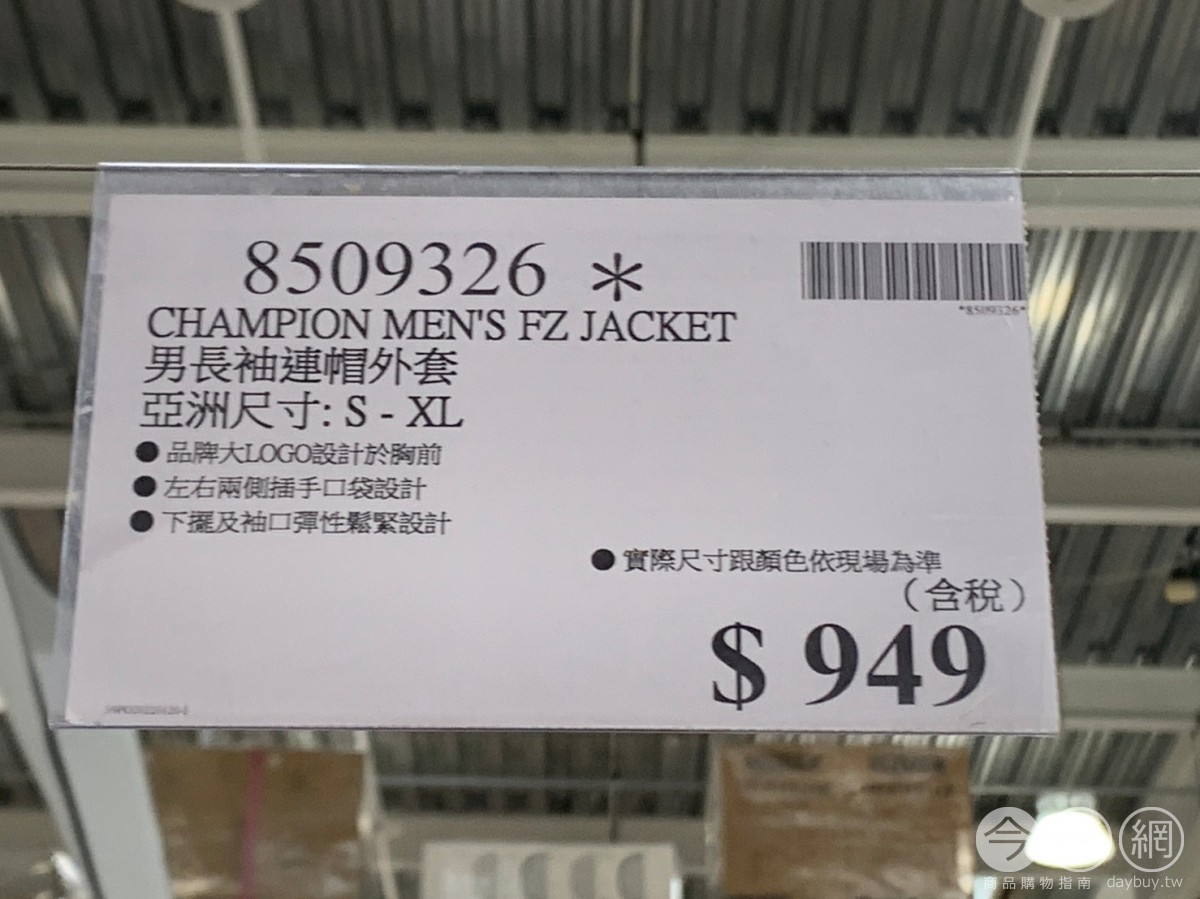 8509326 *
*8509326*
CHAMPION MEN'S FZ JACKET
男長袖連帽外套
亞洲尺寸: S - XL
● 品牌大LOGO設計於胸前
● 左右兩側插手口袋設計
● 下擺及袖口彈性鬆緊設計
● 實際尺寸跟顏色依現場為準
（含稅）
$ 949
今 網
商品購物指南 daybuy.tw